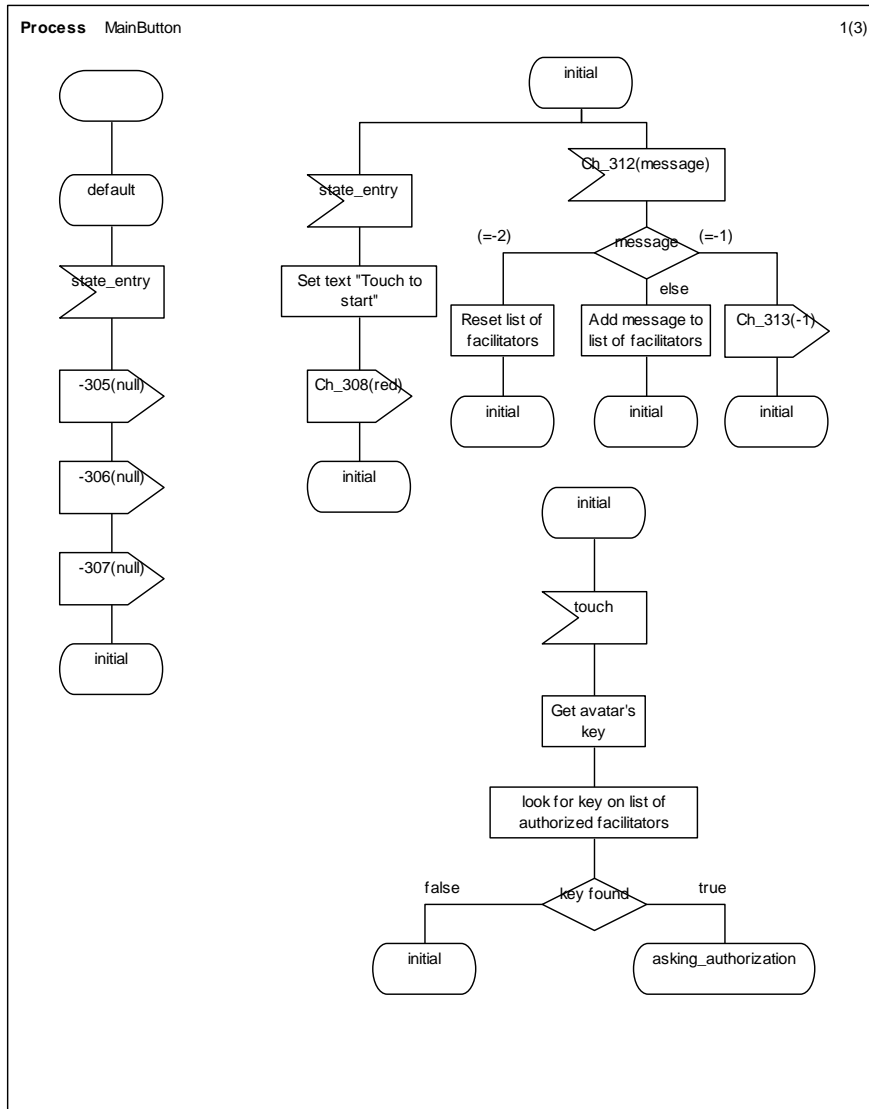 Process MainButton
1(3)
default
state_entry
-305(null)
-306(null)
-307(null)
initial
initial
state_entry
Set text "Touch to
start"
Ch_308(red)
initial
Ch_312(message)
message
(=-2)
(=-1)
else
Reset list of
facilitators
Add message to
list of facilitators
Ch_313(-1)
initial
initial
initial
initial
touch
Get avatar's
key
look for key on list of
authorized facilitators
key found
false
true
initial
asking_authorization